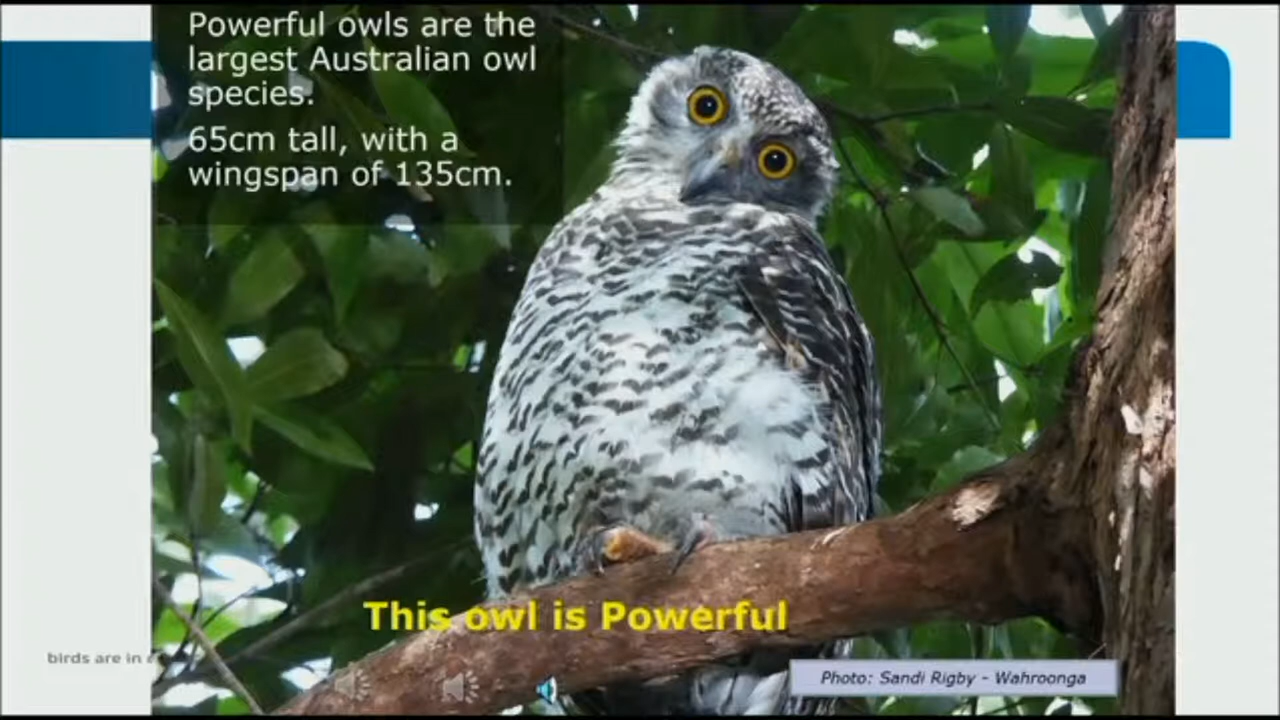 Powerful owls are the
largest Australian owl
species.
65cm tall, with a
wingspan of 135cm.
This owl is Powerful
birds are in
Photo: Sandi Rigby - Wahroonga